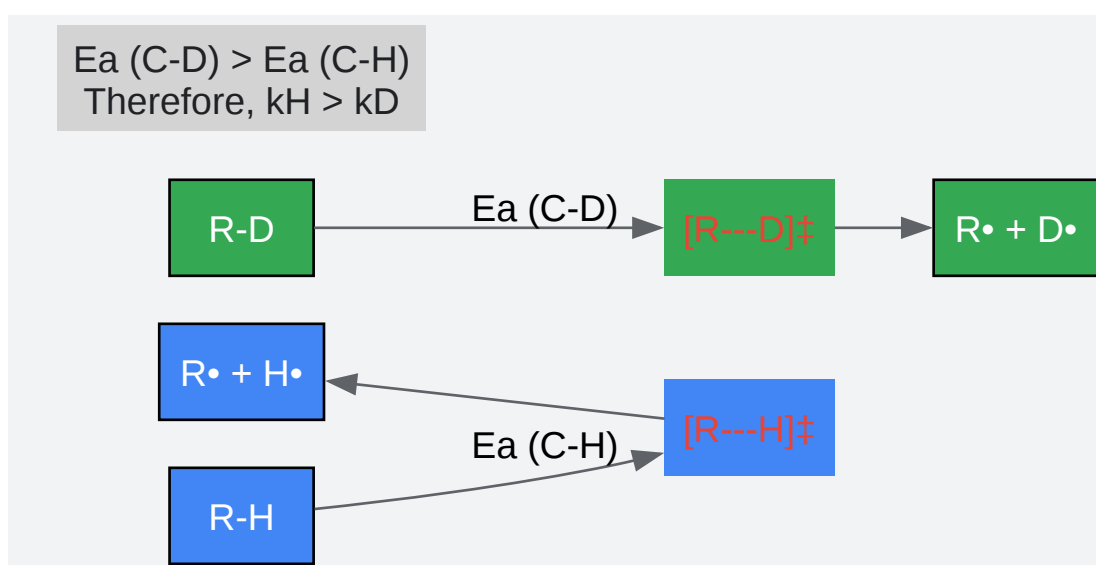 Ea (C-D) > Ea (C-H)
Therefore, kH > kD
R-D
Ea (C-D)
[R---D]‡
R• + D•
R• + H•
Ea (C-H)
[R---H]‡
R-H